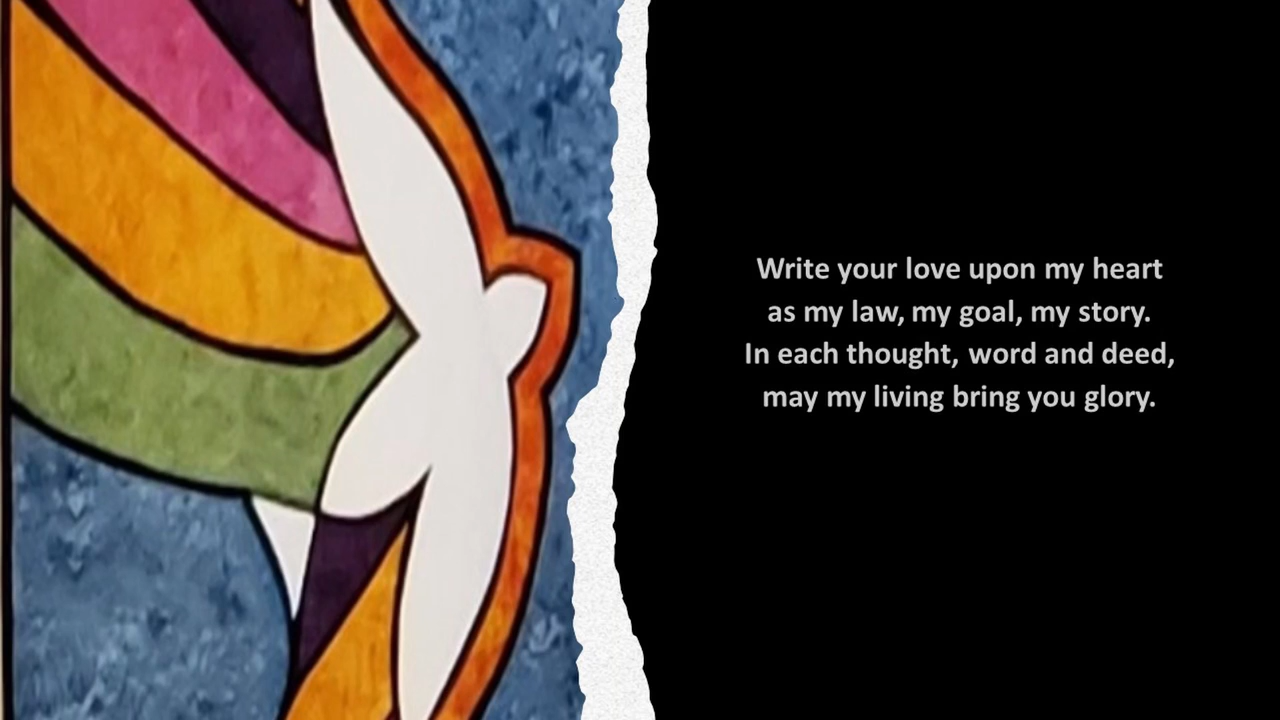 Write your love upon my heart
as my law, my goal, my story.
In each thought, word and deed,
may my living bring you glory.